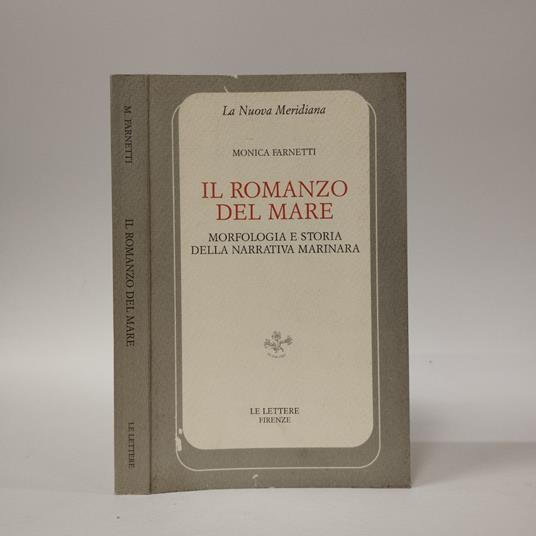 M. FARNETTI
IL ROMANZO DEL MARE
LE LETTERE
La Nuova Meridiana
MONICA FARNETTI
IL ROMANZO
DEL MARE
MORFOLOGIA E STORIA
DELLA NARRATIVA MARINARA
LE LETTERE
FIRENZE